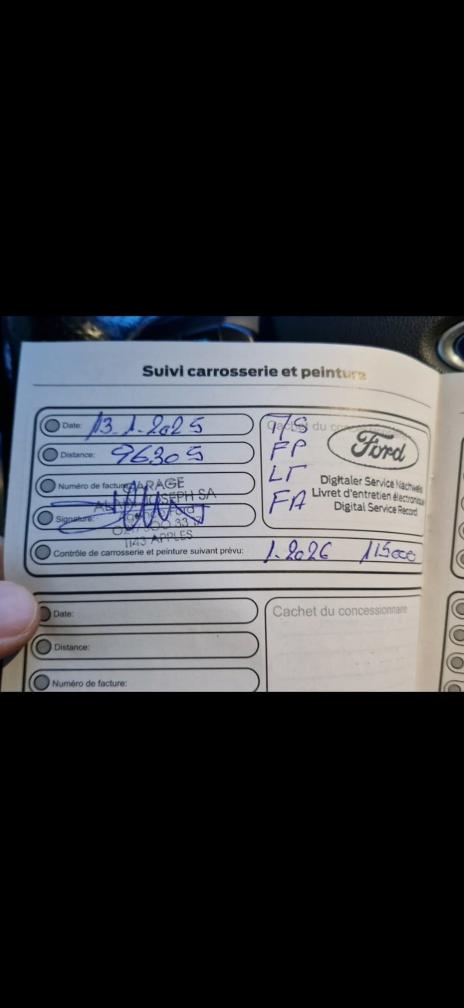 Suivi carrosserie et peinture
Date: 13.1.2025
Distance: 96305
Numéro de facture:
GARAGE
JOSEPH SA
Signature:
1143 APPLES
Cachet du
Ford
Digitaler Service Nachweis
Livret d'entretien électronique
Digital Service Record
FP
FA
Contrôle de carrosserie et peinture suivant prévu: 1.2026 115000
Date:
Cachet du concessionnaire
Distance:
Numéro de facture: